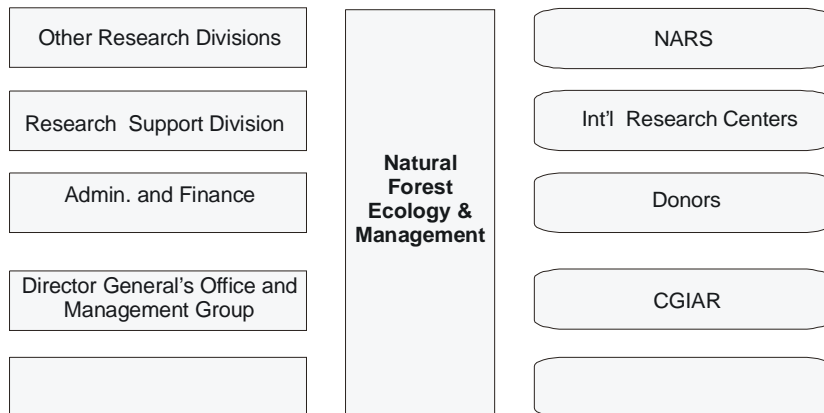 Other Research Divisions
Research Support Division
Admin. and Finance
Director General's Office and
Management Group
Natural
Forest
Ecology &
Management
NARS
Int'l Research Centers
Donors
CGIAR